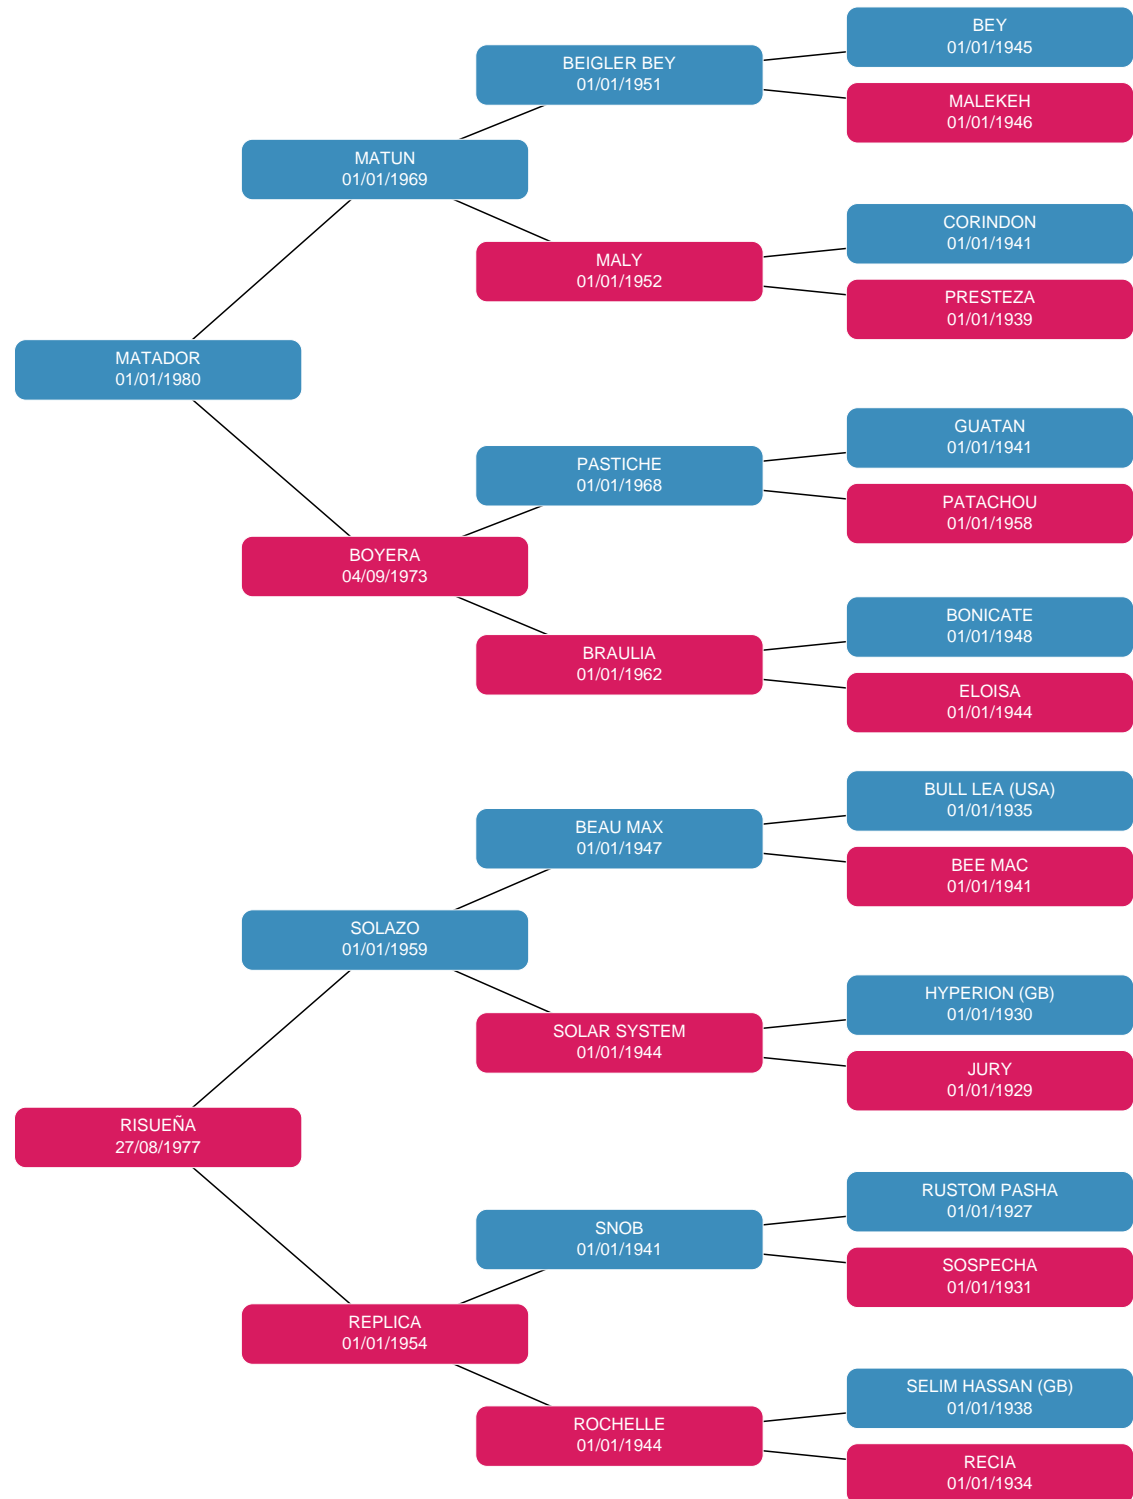 BEY
01/01/1945
BEIGLER BEY
01/01/1951
MALEKEH
01/01/1946
MATUN
01/01/1969
CORINDON
01/01/1941
MALY
01/01/1952
PRESTEZA
01/01/1939
MATADOR
01/01/1980
GUATAN
01/01/1941
PASTICHE
01/01/1968
PATACHOU
01/01/1958
BOYERA
04/09/1973
BONICATE
01/01/1948
BRAULIA
01/01/1962
ELOISA
01/01/1944
BULL LEA (USA)
01/01/1935
BEAU MAX
01/01/1947
BEE MAC
01/01/1941
SOLAZO
01/01/1959
HYPERION (GB)
01/01/1930
SOLAR SYSTEM
01/01/1944
JURY
01/01/1929
RISUEÑA
27/08/1977
RUSTOM PASHA
01/01/1927
SNOB
01/01/1941
SOSPECHA
01/01/1931
REPLICA
01/01/1954
SELIM HASSAN (GB)
01/01/1938
ROCHELLE
01/01/1944
RECIA
01/01/1934